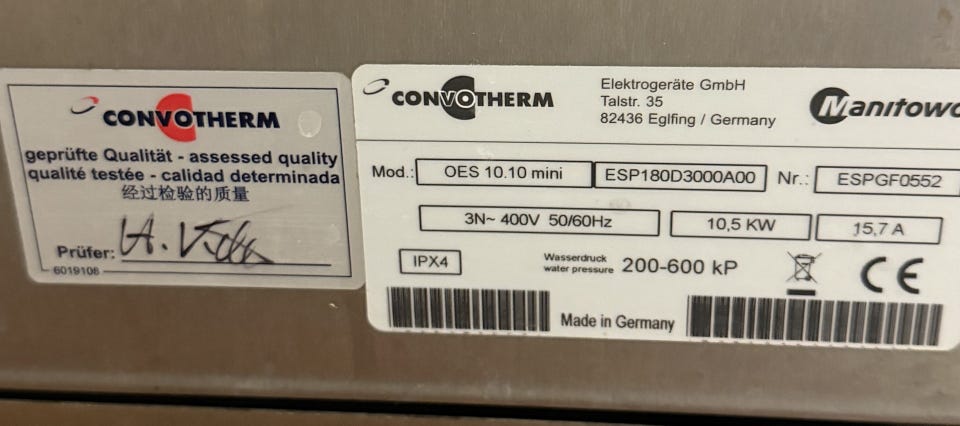 CONVOTHERM
geprüfte Qualität - assessed quality
qualité testée - calidad determinada
经过检验的质量
Prüfer:
6019106
CONVOTHERM
Elektrogeräte GmbH
Talstr. 35
82436 Eglfing / Germany
Manitowo
Mod.: OES 10.10 mini ESP180D3000A00 Nr.: ESPGF0552
3N~ 400V 50/60Hz 10,5 KW 15,7 A
IPX4
Wasserdruck
water pressure 200-600 kP
CE
Made in Germany